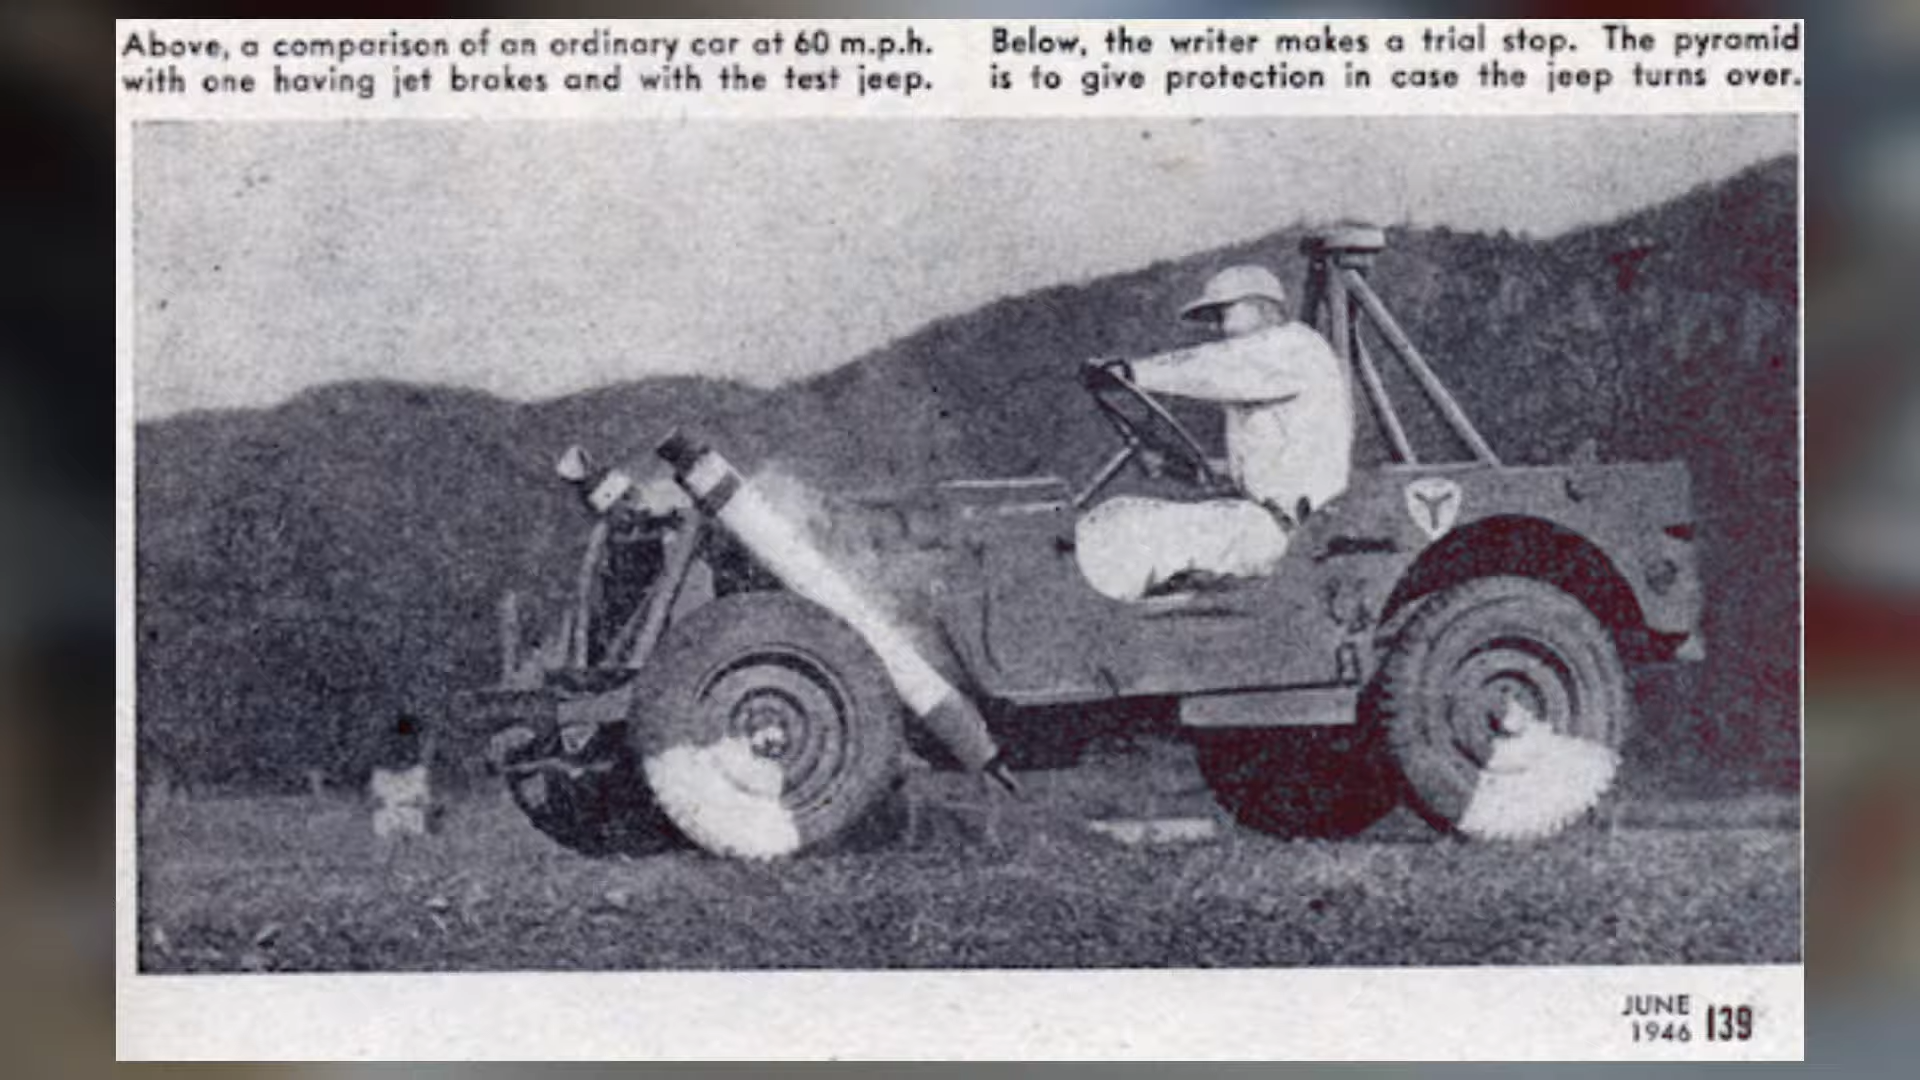 Above, a comparison of an ordinary car at 60 m.p.h.
with one having jet brakes and with the test jeep.
Below, the writer makes a trial stop. The pyramid
is to give protection in case the jeep turns over.
JUNE
1946 139